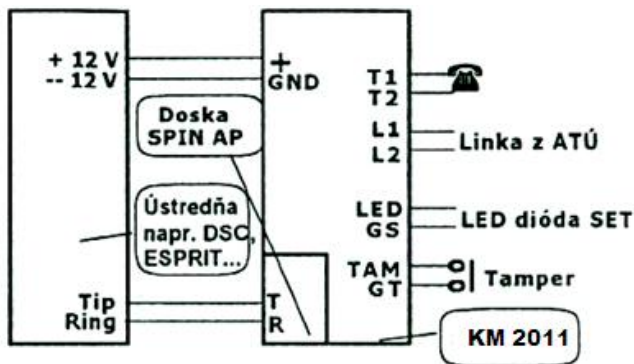 + 12 V
-- 12 V
+
GND
T1
T2
Doska
SPIN AP
L1
L2
Linka z ATÚ
Ústredňa
napr. DSC,
ESPRIT...
LED
GS
LED dióda SET
TAM
GT
Tamper
Tip
Ring
T
R
KM 2011